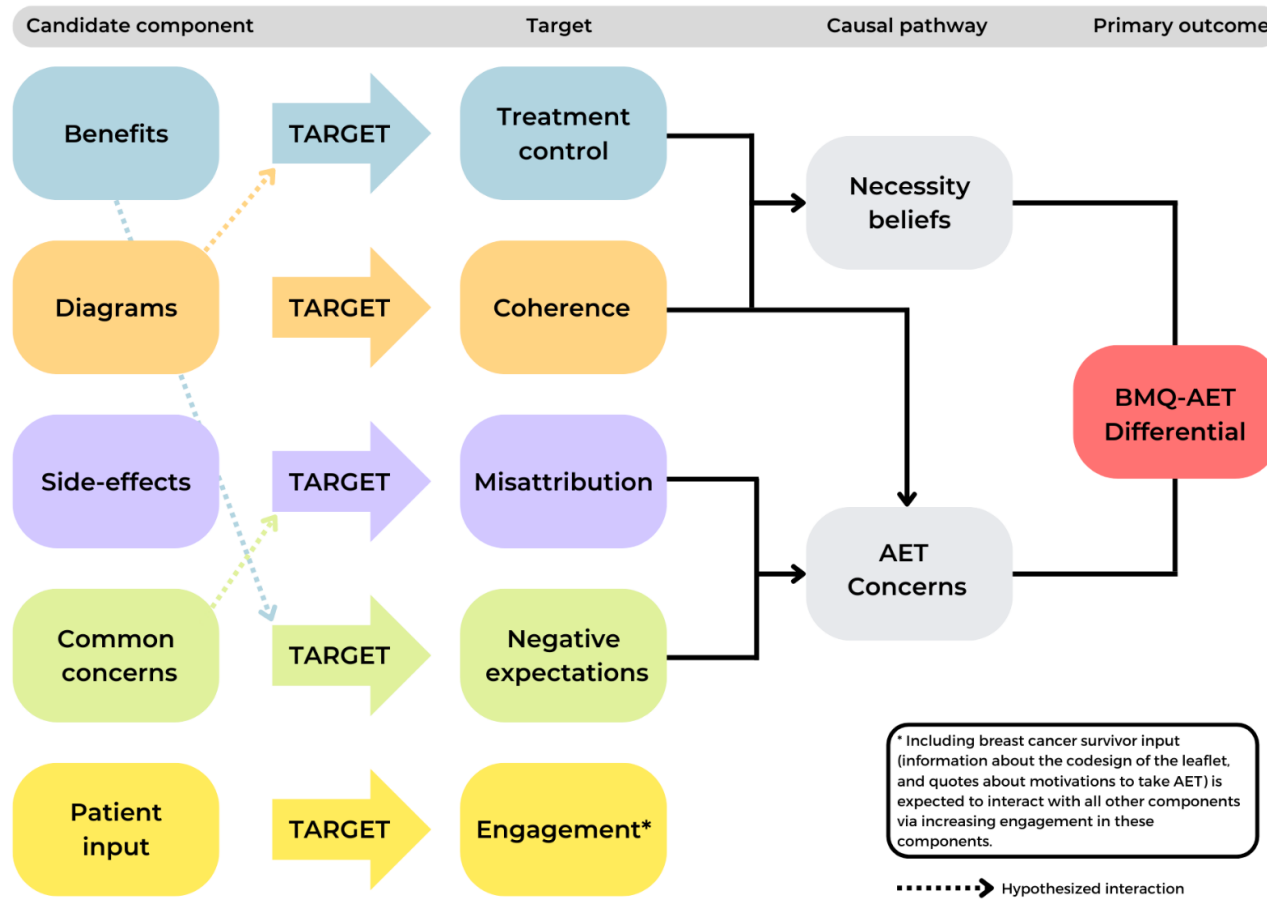 Candidate component
Target
Causal pathway
Primary outcome
Benefits
TARGET
Treatment
control
Necessity
beliefs
Diagrams
TARGET
Coherence
BMQ-AET
Differential
Side-effects
TARGET
Misattribution
AET
Concerns
Common
concerns
TARGET
Negative
expectations
Patient
input
TARGET
Engagement*
* Including breast cancer survivor input
(information about the codesign of the leaflet,
and quotes about motivations to take AET) is
expected to interact with all other components
via increasing engagement in these
components.
Hypothesized interaction